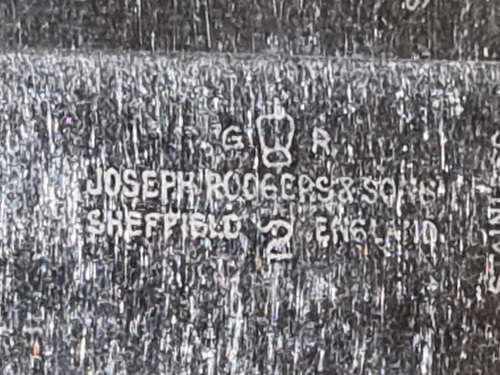 G R
JOSEPH RODGERS & SONS
SHEFFIELD 2 ENGLAND